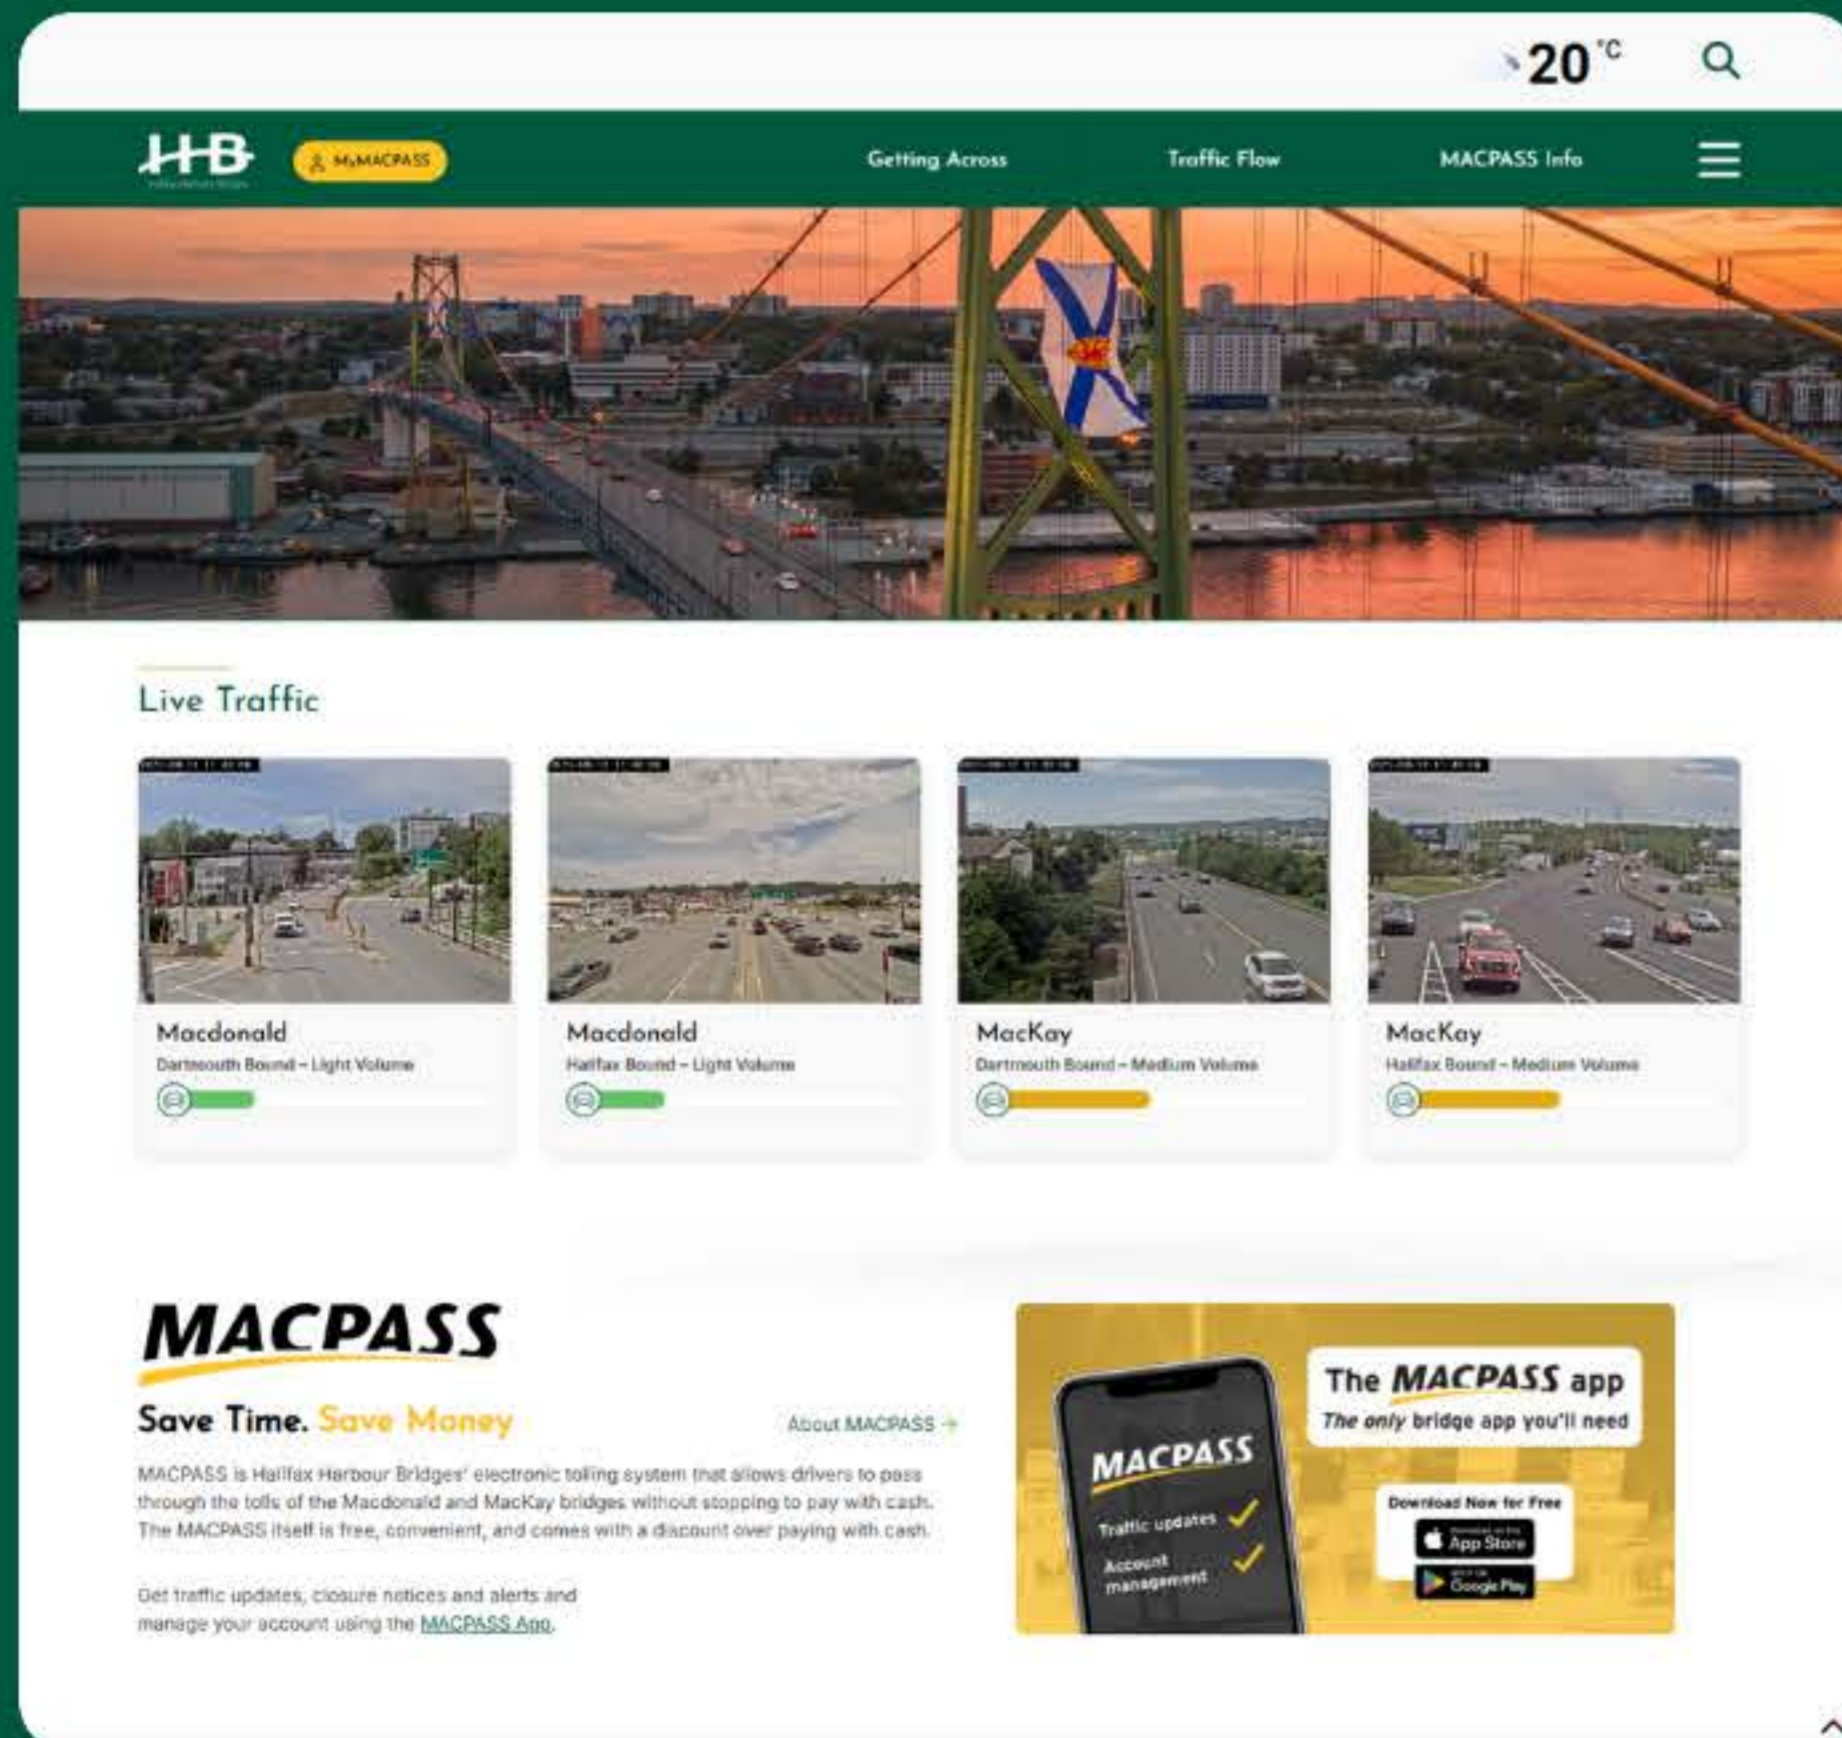 20 °C
HB
MyMACPASS
Getting Across
Traffic Flow
MACPASS Info
Live Traffic
Macdonald
Dartmouth Bound – Light Volume
Macdonald
Halifax Bound – Light Volume
MacKay
Dartmouth Bound – Medium Volume
MacKay
Halifax Bound – Medium Volume
MACPASS
Save Time. Save Money
About MACPASS →
MACPASS is Halifax Harbour Bridges' electronic tolling system that allows drivers to pass
through the tolls of the Macdonald and MacKay bridges without stopping to pay with cash.
The MACPASS itself is free, convenient, and comes with a discount over paying with cash.
Get traffic updates, closure notices and alerts and
manage your account using the MACPASS App.
MACPASS
Traffic updates
Account
management
The MACPASS app
The only bridge app you'll need
Download Now for Free
Download on the
App Store
GET IT ON
Google Play